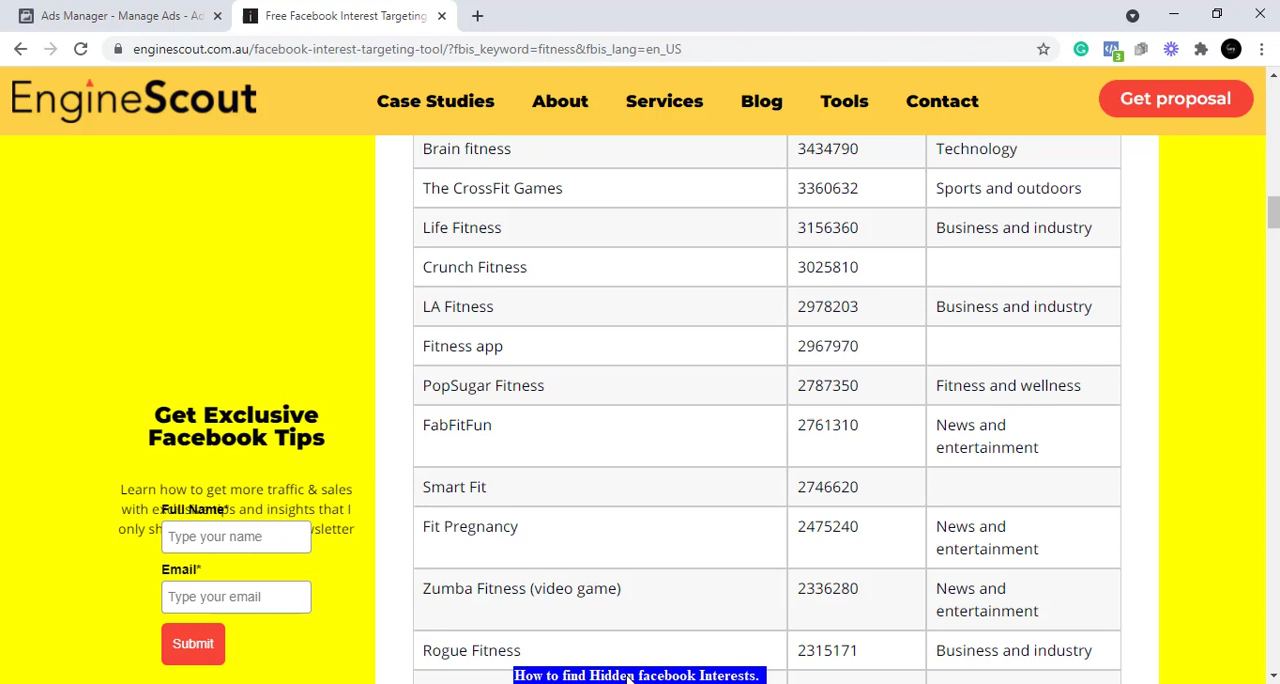 Ads Manager - Manage Ads - Ad
Free Facebook Interest Targeting
enginescout.com.au/facebook-interest-targeting-tool/?fbis_keyword=fitness&fbis_lang=en_US
3
EngineScout
Case Studies
About
Services
Blog
Tools
Contact
Get proposal
Brain fitness 3434790 Technology
The CrossFit Games 3360632 Sports and outdoors
Life Fitness 3156360 Business and industry
Crunch Fitness 3025810
LA Fitness 2978203 Business and industry
Fitness app 2967970
PopSugar Fitness 2787350 Fitness and wellness
FabFitFun 2761310 News and
entertainment
Smart Fit 2746620
Fit Pregnancy 2475240 News and
entertainment
Zumba Fitness (video game) 2336280 News and
entertainment
Rogue Fitness 2315171 Business and industry
Get Exclusive
Facebook Tips
Learn how to get more traffic & sales
with insights that I
only
Full Name*
Type your name
Email*
Type your email
Submit
How to find Hidden facebook Interests.